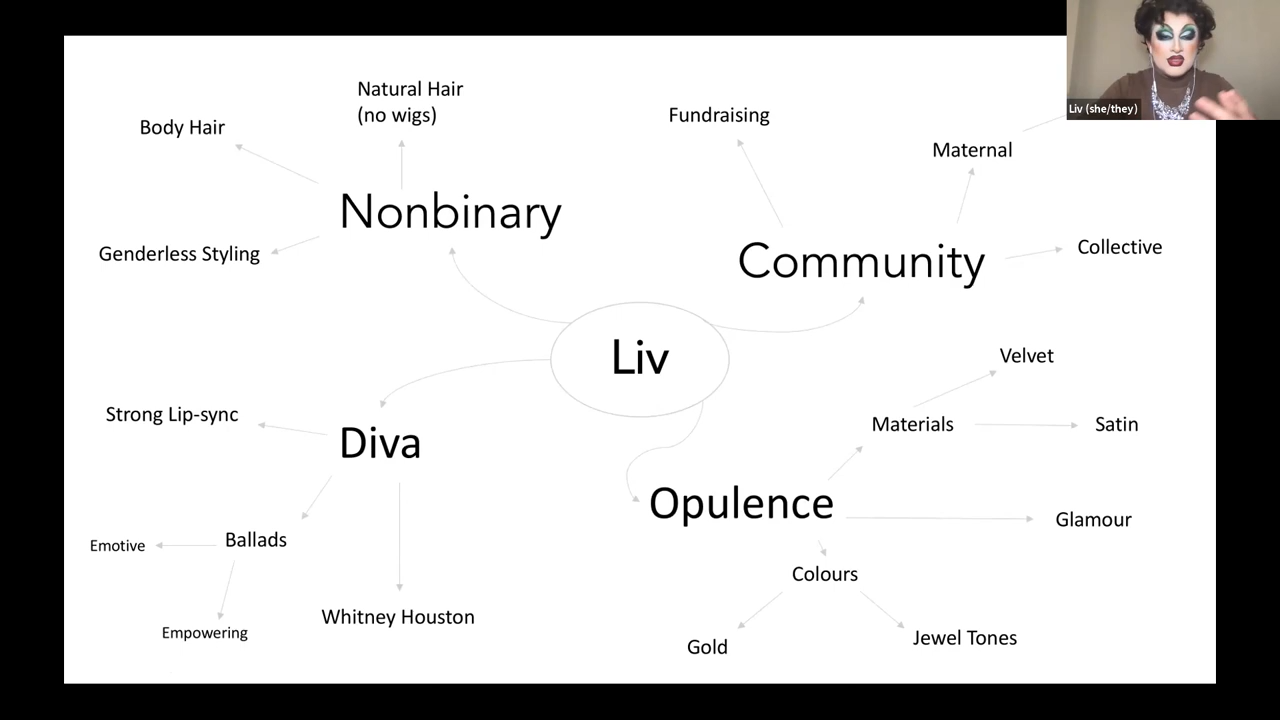 Liv (she/they)
Natural Hair
(no wigs)
Body Hair
Nonbinary
Genderless Styling
Fundraising
Maternal
Community
Collective
Liv
Strong Lip-sync
Diva
Ballads
Emotive
Empowering
Whitney Houston
Velvet
Materials
Satin
Opulence
Glamour
Colours
Gold
Jewel Tones